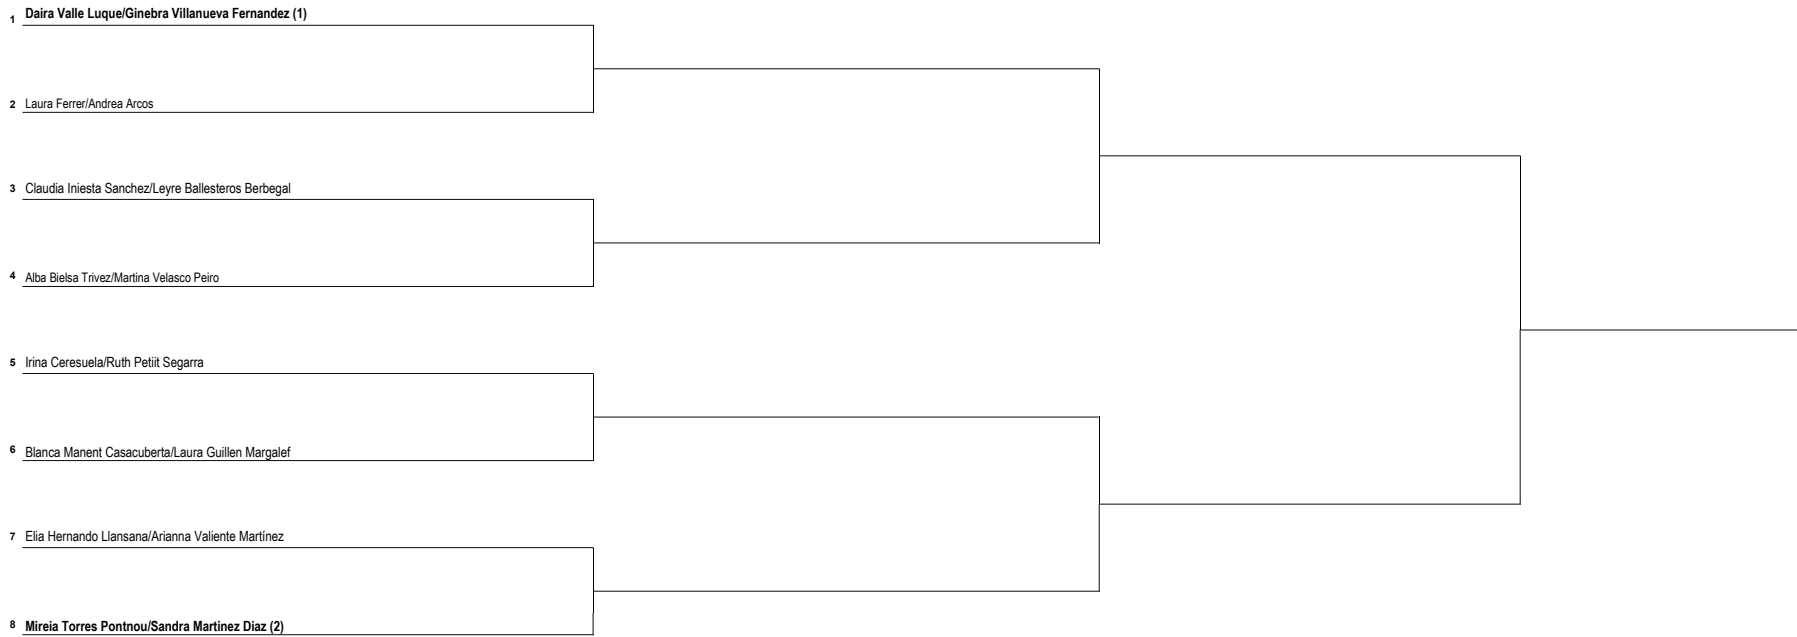 1 Daira Valle Luque/Ginebra Villanueva Fernandez (1)
2 Laura Ferrer/Andrea Arcos
3 Claudia Iniesta Sanchez/Leyre Ballesteros Berbegal
4 Alba Bielsa Trivez/Martina Velasco Peiro
5 Irina Ceresuela/Ruth Petiit Segarra
6 Blanca Manent Casacuberta/Laura Guillen Margalef
7 Elia Hernando Llansana/Arianna Valiente Martínez
8 Mireia Torres Pontnou/Sandra Martinez Diaz (2)